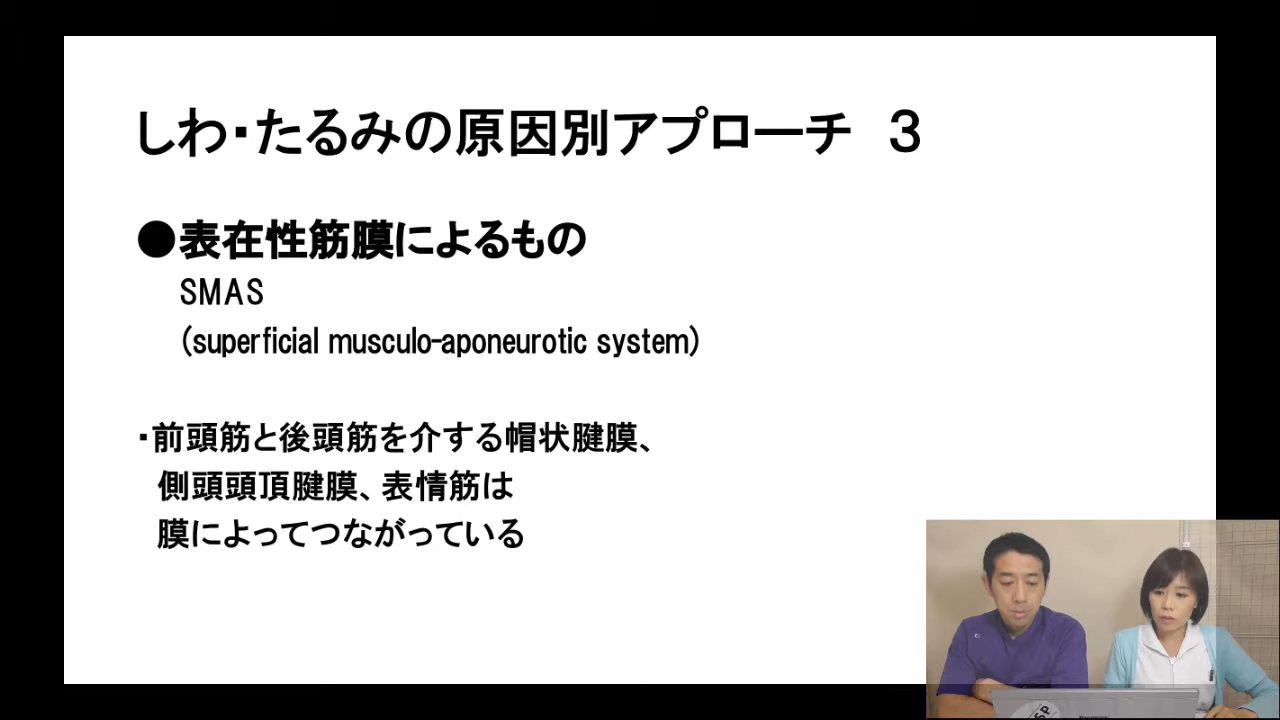 しわ・たるみの原因別アプローチ　３
●表在性筋膜によるもの
SMAS
(superficial musculo-aponeurotic system)
・前頭筋と後頭筋を介する帽状腱膜、
側頭頭頂腱膜、表情筋は
膜によってつながっている